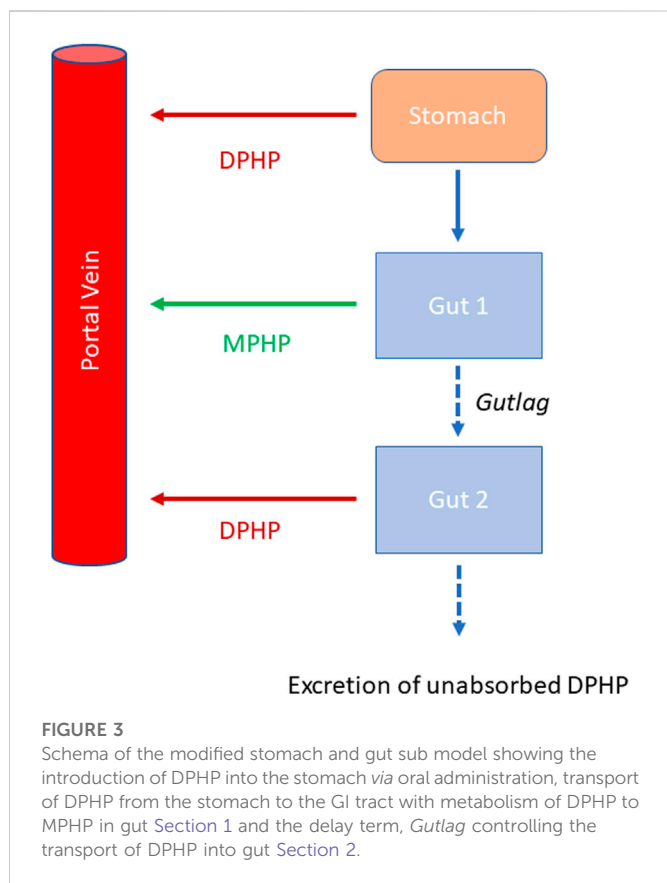 Stomach
DPHP
Portal Vein
Gut 1
MPHP
Gutlag
Gut 2
DPHP
Excretion of unabsorbed DPHP
FIGURE 3
Schema of the modified stomach and gut sub model showing the
introduction of DPHP into the stomach via oral administration, transport
of DPHP from the stomach to the GI tract with metabolism of DPHP to
MPHP in gut Section 1 and the delay term, Gutlag controlling the
transport of DPHP into gut Section 2.